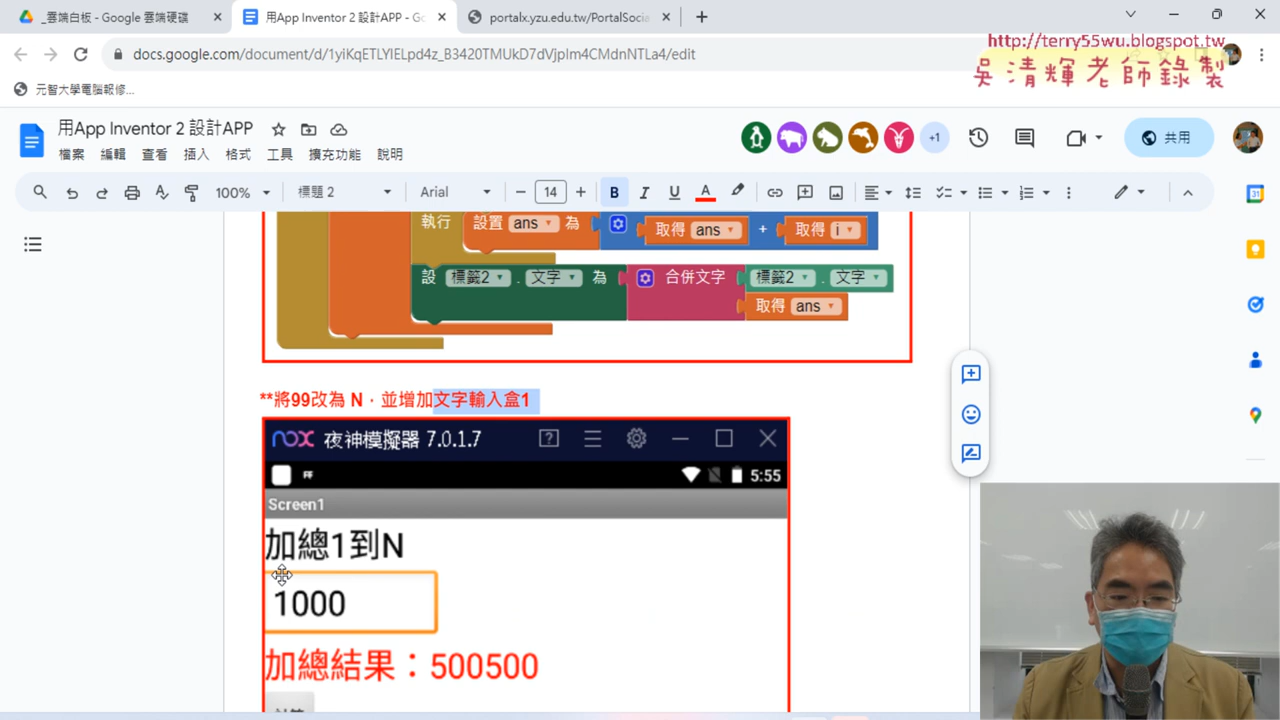 _雲端白板 - Google 雲端硬碟
用App Inventor 2 設計APP - Go
portalx.yzu.edu.tw/PortalSocia
docs.google.com/document/d/1yiKqETLYlELpd4z_B3420TMUkD7dVjpIm4CMdnNTLa4/edit
http://terry55wu.blogspot.tw
吳清輝老師錄製
元智大學電腦報修...
用App Inventor 2 設計APP
檔案 編輯 查看 插入 格式 工具 擴充功能 說明
+1
共用
100% 標題 2 Arial 14 B I U A
執行 設置 ans 為 取得 ans + 取得 i
設 標籤2 . 文字 為 合併文字 標籤2 . 文字
取得 ans
**將99改為 N，並增加文字輸入盒1
nox 夜神模擬器 7.0.1.7
5:55
Screen1
加總1到N
1000
加總結果：500500